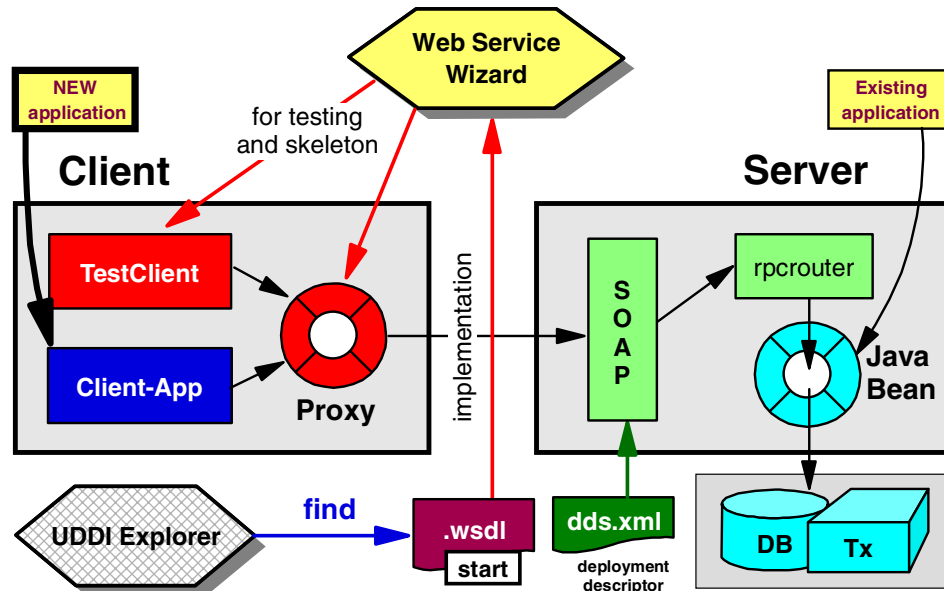 Web Service
Wizard
NEW
application
Existing
application
for testing
and skeleton
Client
Server
TestClient
Client-App
Proxy
implementation
S
O
A
P
rpcrouter
Java
Bean
UDDI Explorer
find
.wsdl
start
dds.xml
deployment
descriptor
DB
Tx